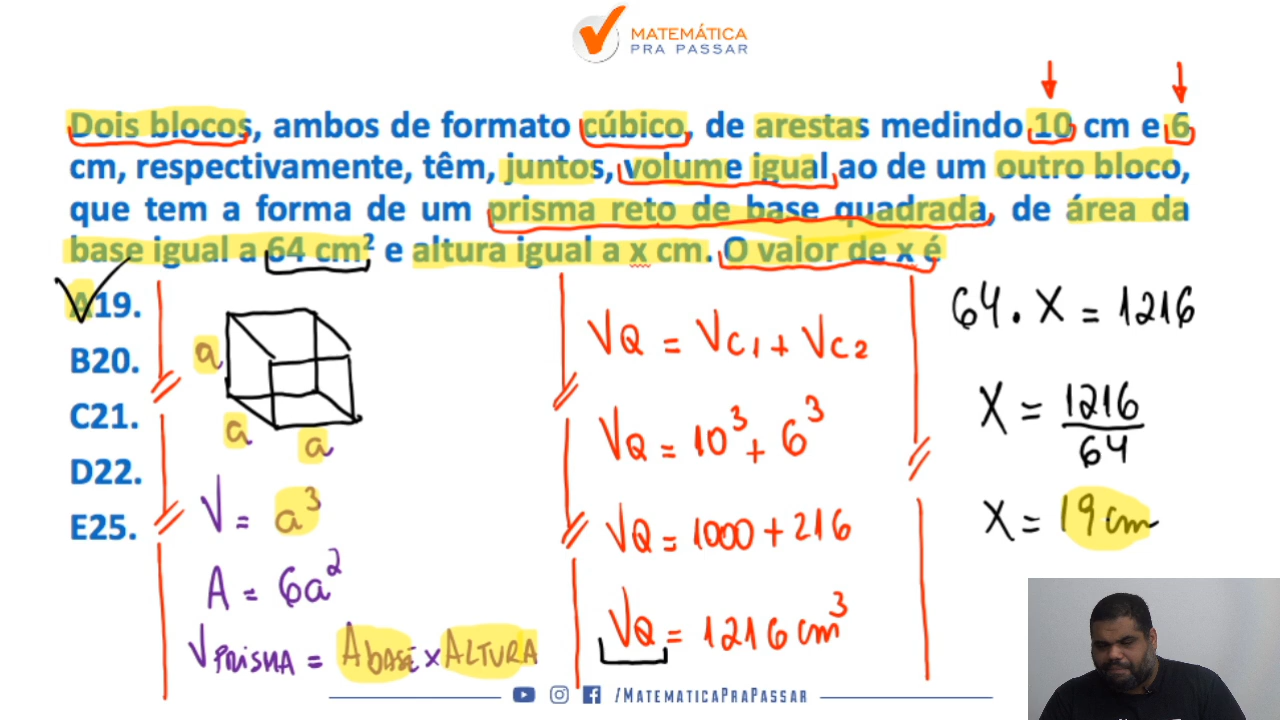 MATEMÁTICA
PRA PASSAR
Dois blocos, ambos de formato cúbico, de arestas medindo 10 cm e 6
cm, respectivamente, têm, juntos, volume igual ao de um outro bloco,
que tem a forma de um prisma reto de base quadrada, de área da
base igual a 64 cm² e altura igual a x cm. O valor de x é
A19.
B20.
C21.
D22.
E25.
a
a
a
V = a³
A = 6a²
VPRISMA = ABASE x ALTURA
VQ = VC1 + VC2
VQ = 10³ + 6³
VQ = 1000 + 216
VQ = 1216 cm³
64 . X = 1216
X = 1216/64
X = 19 cm
/MATEMATICAPRAPASSAR